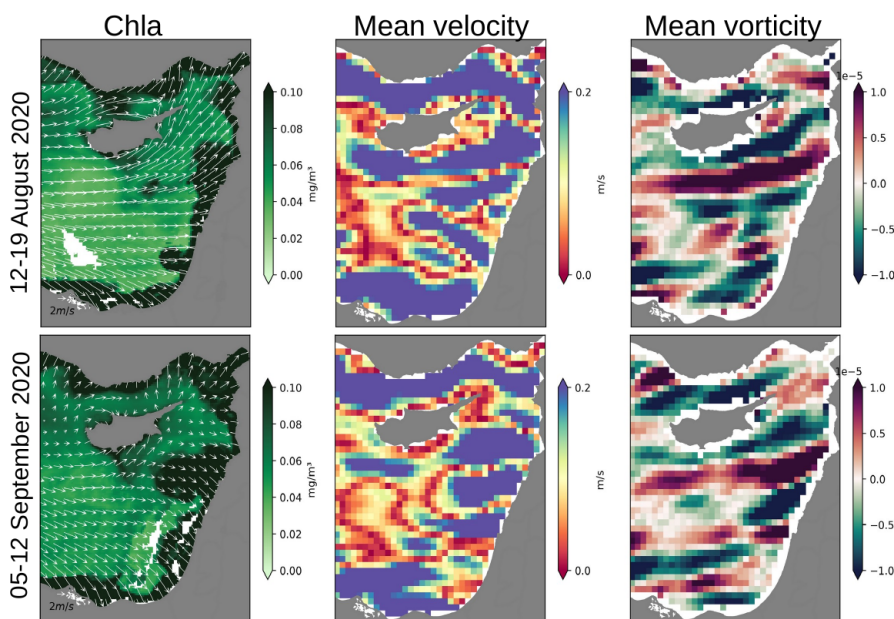 Chla
Mean velocity
Mean vorticity
12-19 August 2020
0.10
0.08
0.06
0.04
0.02
0.00
mg/m³
2m/s
0.2
0.0
m/s
1e−5
1.0
0.5
0.0
−0.5
−1.0
05-12 September 2020
0.10
0.08
0.06
0.04
0.02
0.00
mg/m³
2m/s
0.2
0.0
m/s
1e−5
1.0
0.5
0.0
−0.5
−1.0